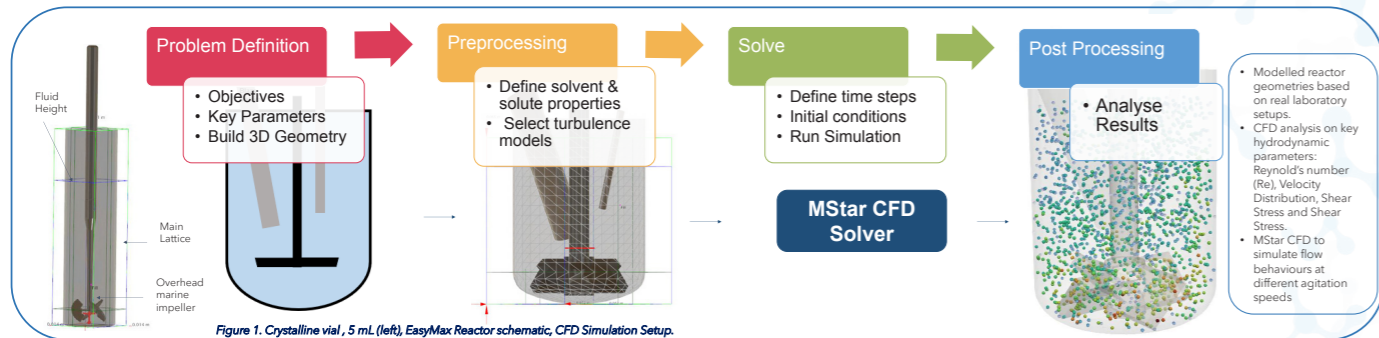 Problem Definition
• Objectives
• Key Parameters
• Build 3D Geometry
Preprocessing
• Define solvent &
solute properties
• Select turbulence
models
Solve
• Define time steps
• Initial conditions
• Run Simulation
MStar CFD
Solver
Post Processing
• Analyse
Results
Fluid
Height
Main
Lattice
Overhead
marine
impeller
• Modelled reactor
geometries based
on real laboratory
setups.
• CFD analysis on key
hydrodynamic
parameters:
Reynold's number
(Re), Velocity
Distribution, Shear
Stress and Shear
Stress.
• MStar CFD to
simulate flow
behaviours at
different agitation
speeds
Figure 1. Crystalline vial , 5 mL (left), EasyMax Reactor schematic, CFD Simulation Setup.